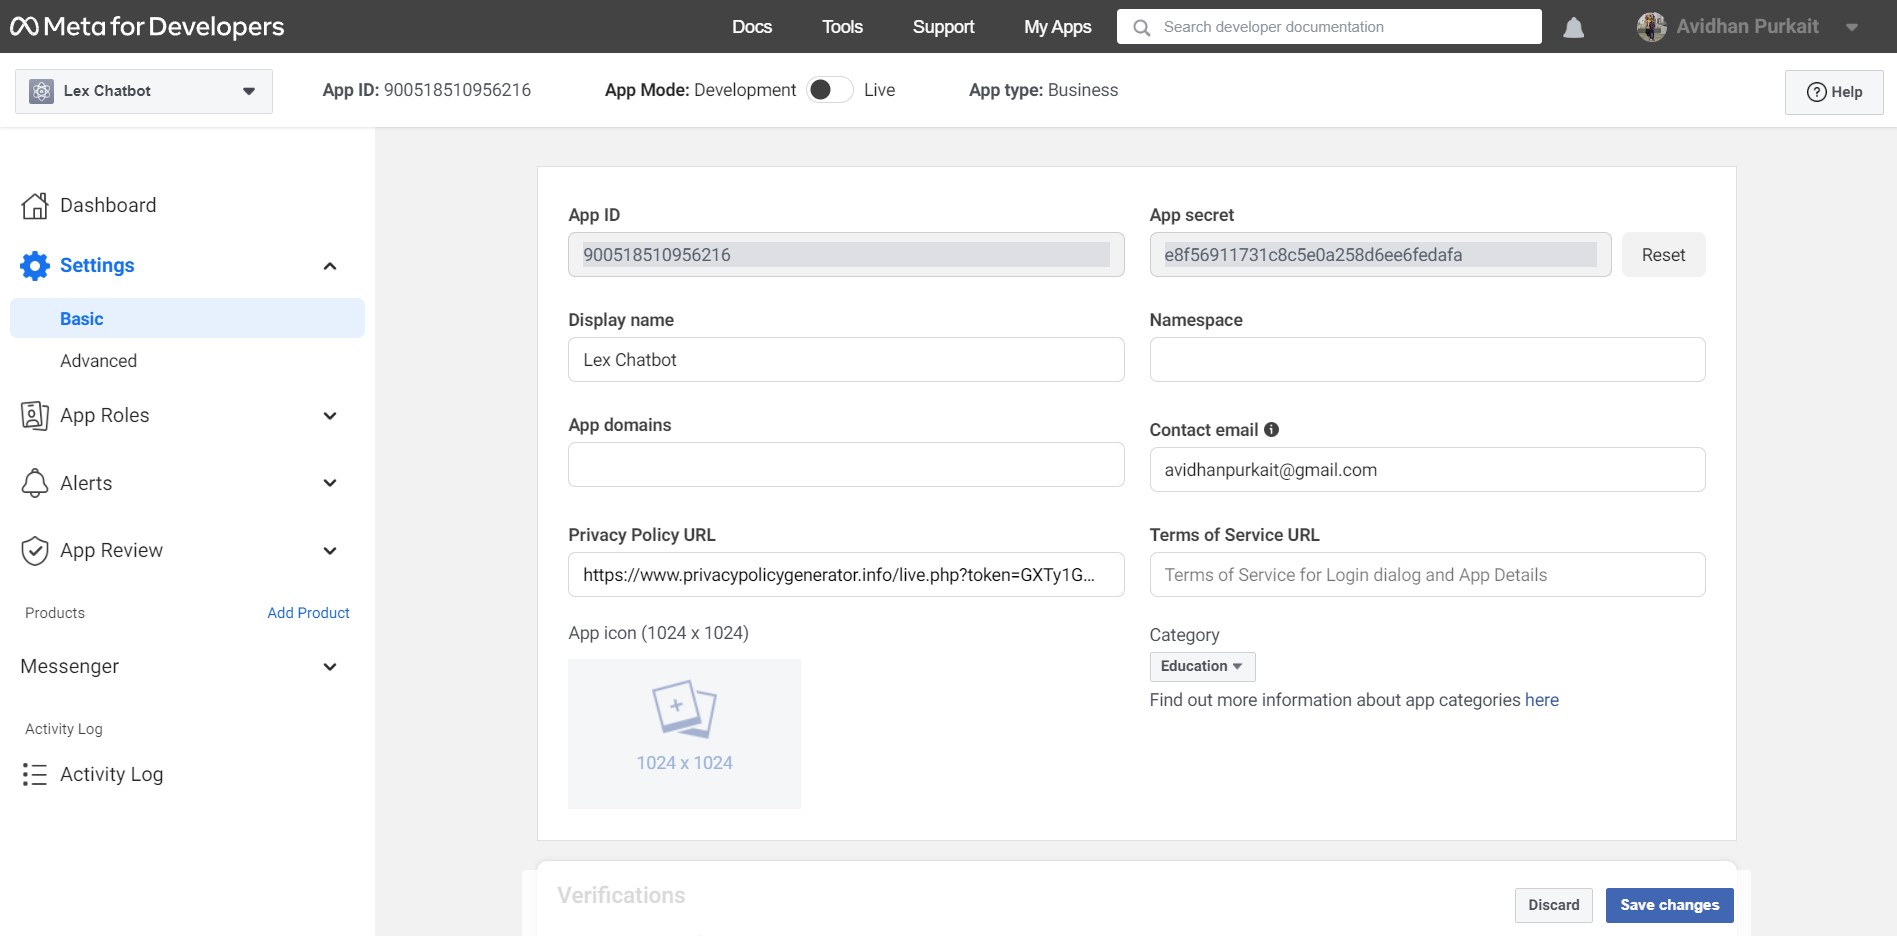 Meta for Developers
Docs Tools Support My Apps Search developer documentation Avidhan Purkait
Lex Chatbot App ID: 900518510956216 App Mode: Development Live App type: Business Help
Dashboard
Settings
Basic
Advanced
App Roles
Alerts
App Review
Products Add Product
Messenger
Activity Log
Activity Log
App ID App secret
900518510956216 e8f56911731c8c5e0a258d6ee6fedafa Reset
Display name Namespace
Lex Chatbot
App domains Contact email
avidhanpurkait@gmail.com
Privacy Policy URL Terms of Service URL
https://www.privacypolicygenerator.info/live.php?token=GXTy1G... Terms of Service for Login dialog and App Details
App icon (1024 x 1024) Category
Education
Find out more information about app categories here
1024 x 1024
Verifications
Discard Save changes